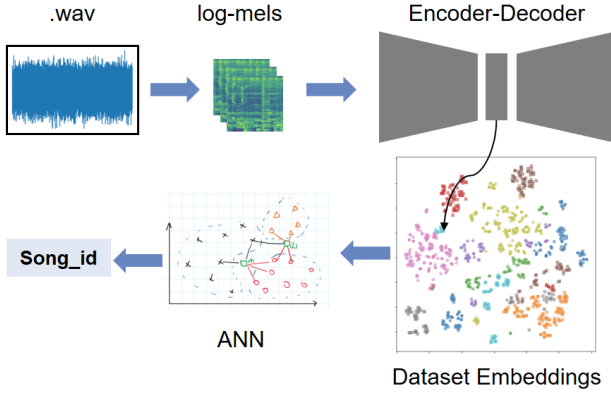 .wav
log-mels
Encoder-Decoder
Song_id
ANN
Dataset Embeddings